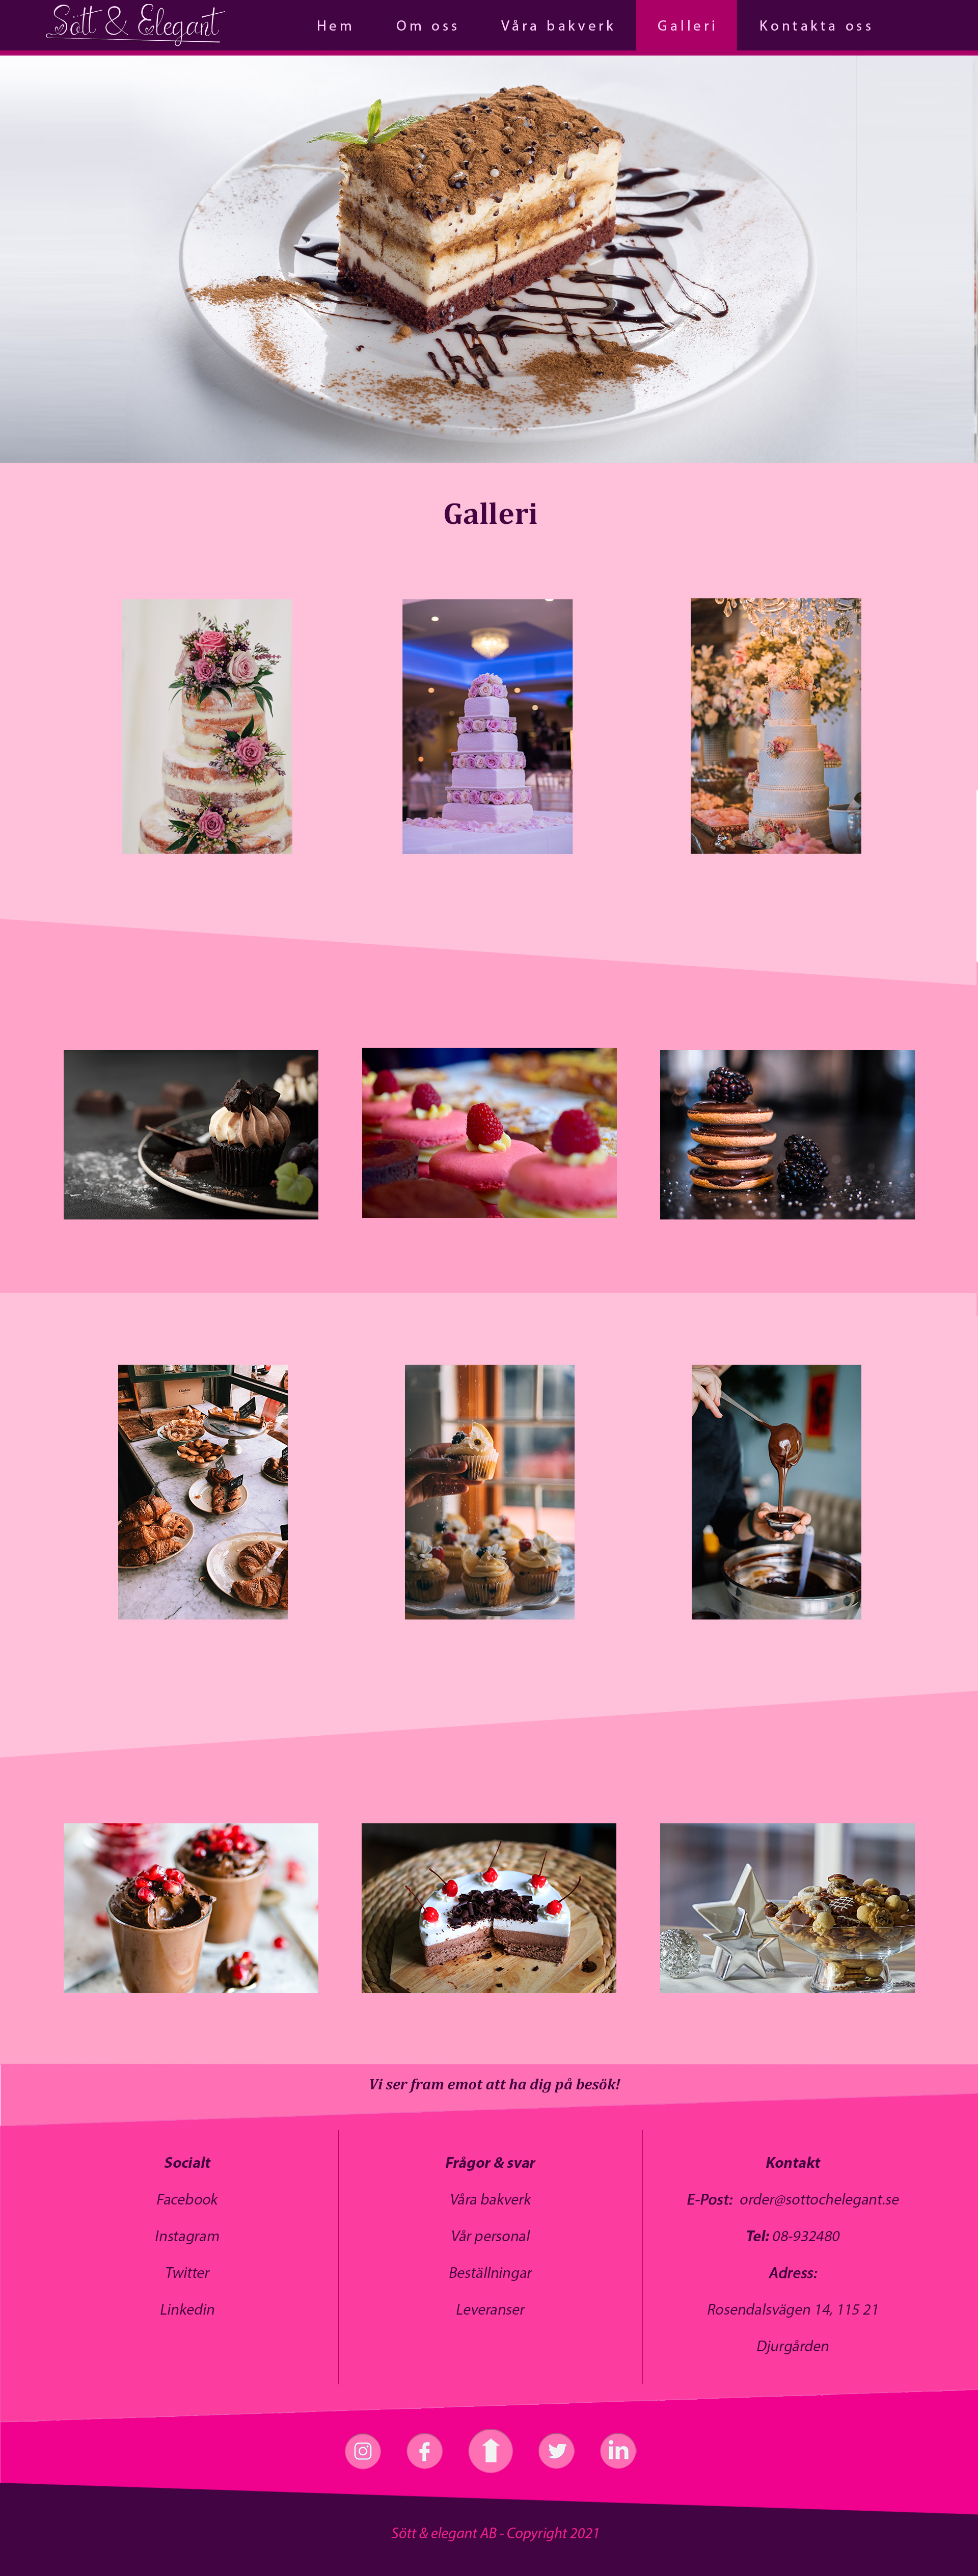 Sött & Elegant
Hem Om oss Våra bakverk Galleri Kontakta oss
Galleri
Vi ser fram emot att ha dig på besök!
Socialt
Facebook
Instagram
Twitter
Linkedin
Frågor & svar
Våra bakverk
Vår personal
Beställningar
Leveranser
Kontakt
E-Post: order@sottochelegant.se
Tel: 08-932480
Adress:
Rosendalsvägen 14, 115 21
Djurgården
in
Sött & elegant AB - Copyright 2021